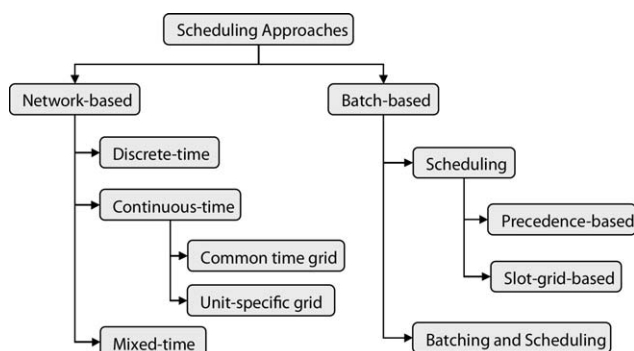 Scheduling Approaches
Network-based
Discrete-time
Continuous-time
Common time grid
Unit-specific grid
Mixed-time
Batch-based
Scheduling
Precedence-based
Slot-grid-based
Batching and Scheduling